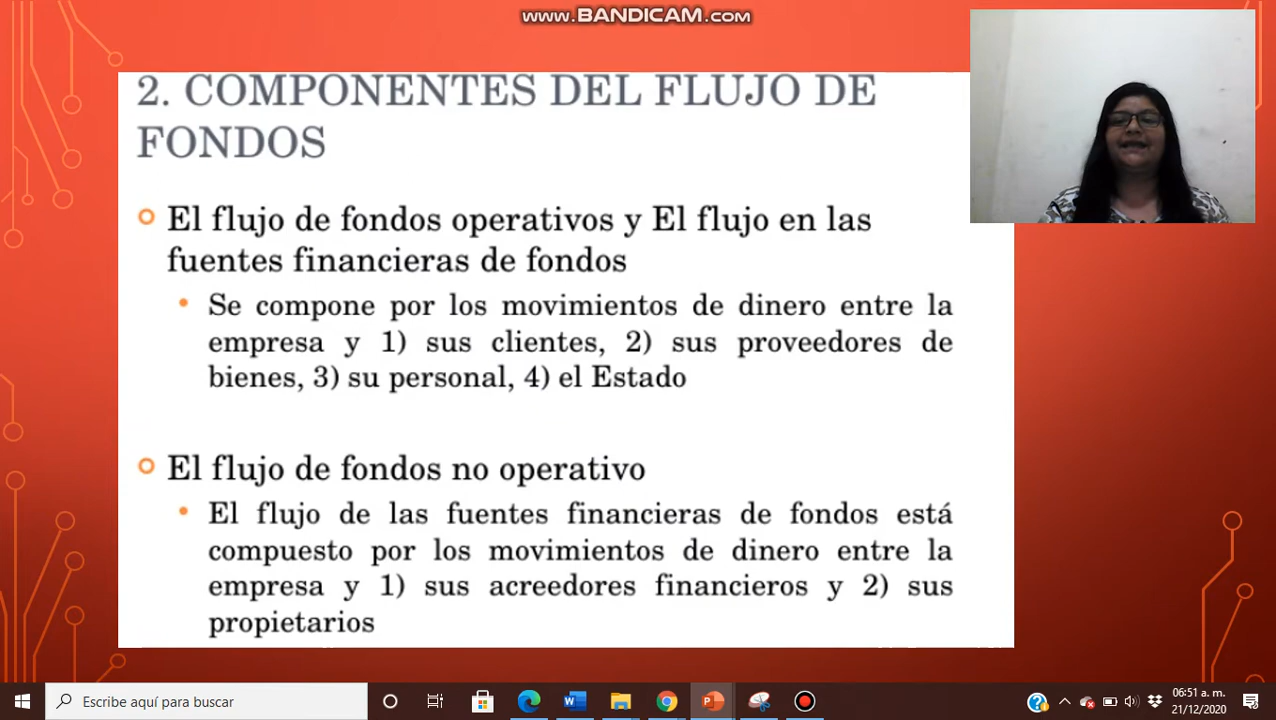 www.BANDICAM.com
2. COMPONENTES DEL FLUJO DE
FONDOS
El flujo de fondos operativos y El flujo en las
fuentes financieras de fondos
Se compone por los movimientos de dinero entre la
empresa y 1) sus clientes, 2) sus proveedores de
bienes, 3) su personal, 4) el Estado
El flujo de fondos no operativo
El flujo de las fuentes financieras de fondos está
compuesto por los movimientos de dinero entre la
empresa y 1) sus acreedores financieros y 2) sus
propietarios
Escribe aquí para buscar
06:51 a. m.
21/12/2020